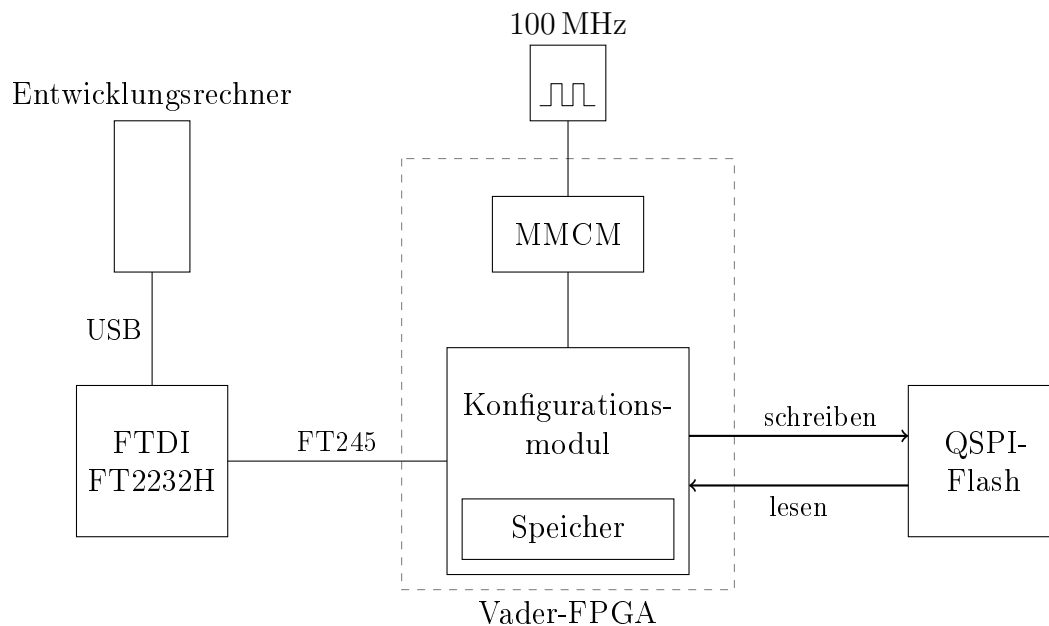 100 MHz
Entwicklungsrechner
MMCM
USB
Konfigurations-
modul
schreiben
FTDI
FT2232H
FT245
QSPI-
Flash
lesen
Speicher
Vader-FPGA